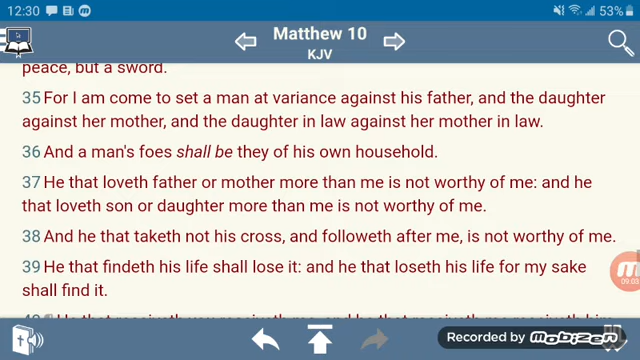 12:30
53%
Matthew 10
KJV
peace, but a sword.
35 For I am come to set a man at variance against his father, and the daughter
against her mother, and the daughter in law against her mother in law.
36 And a man's foes shall be they of his own household.
37 He that loveth father or mother more than me is not worthy of me: and he
that loveth son or daughter more than me is not worthy of me.
38 And he that taketh not his cross, and followeth after me, is not worthy of me.
39 He that findeth his life shall lose it: and he that loseth his life for my sake
shall find it.
09:03
Recorded by Mobizen